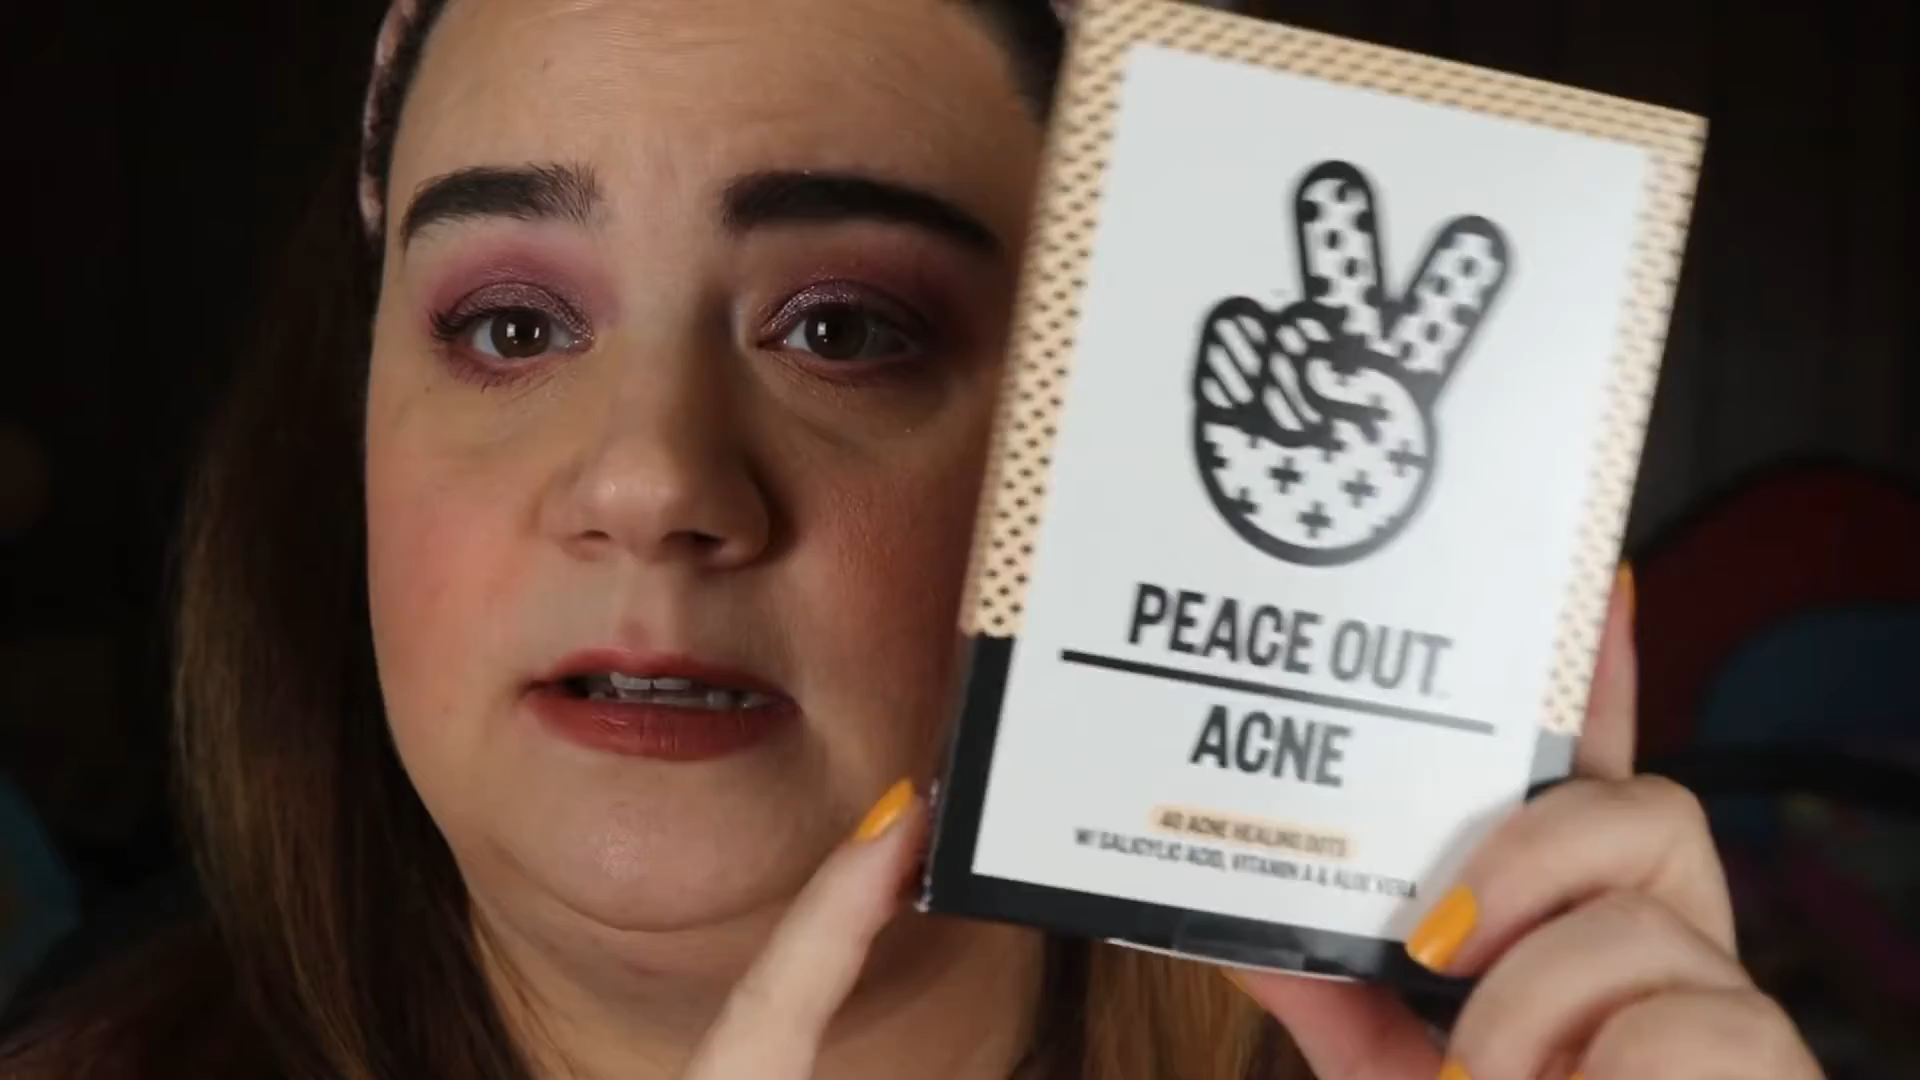 PEACE OUT.
ACNE
40 ACNE HEALING DOTS
W/ SALICYLIC ACID, VITAMIN A & ALOE VERA